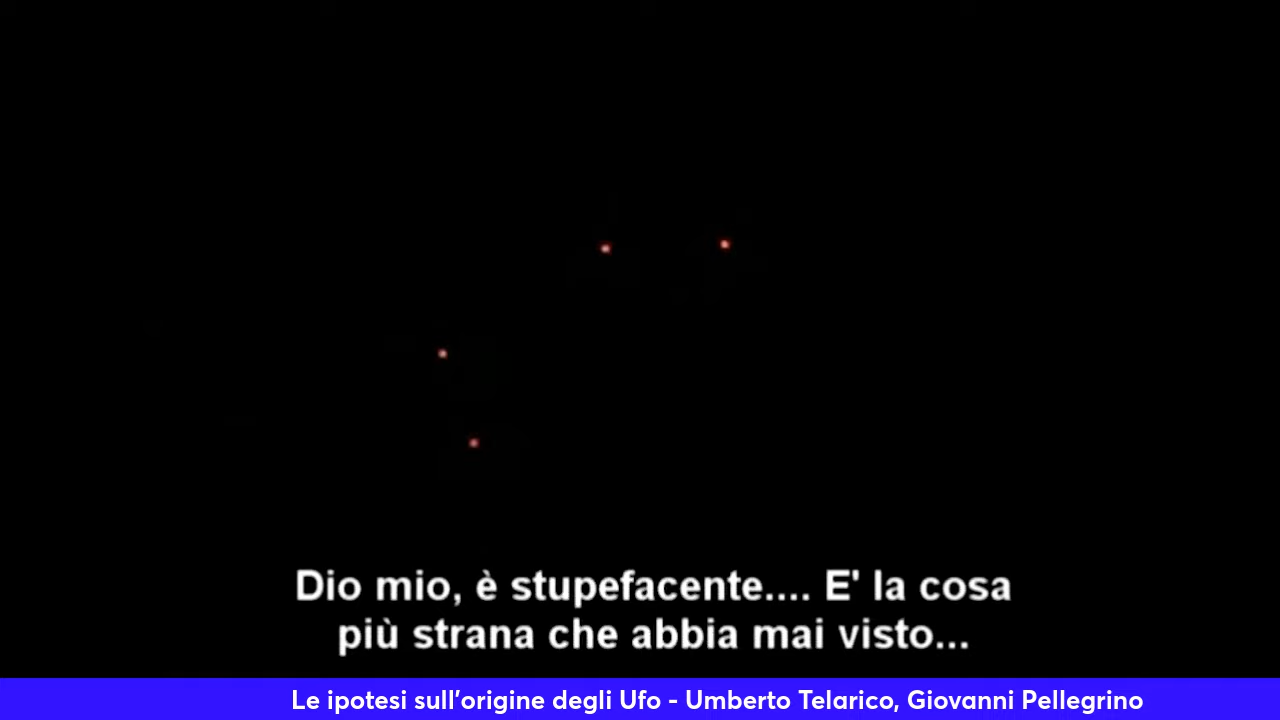 Dio mio, è stupefacente.... E' la cosa
più strana che abbia mai visto...
Le ipotesi sull'origine degli Ufo - Umberto Telarico, Giovanni Pellegrino